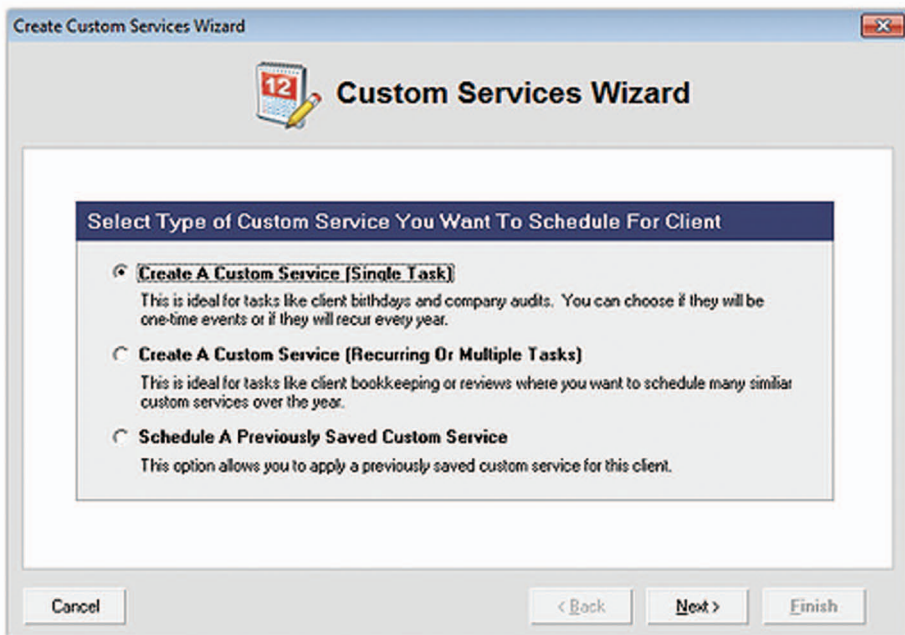 Create Custom Services Wizard
12
Custom Services Wizard
Select Type of Custom Service You Want To Schedule For Client
Create A Custom Service (Single Task)
This is ideal for tasks like client birthdays and company audits. You can choose if they will be
one-time events or if they will recur every year.
Create A Custom Service (Recurring Or Multiple Tasks)
This is ideal for tasks like client bookkeeping or reviews where you want to schedule many similiar
custom services over the year.
Schedule A Previously Saved Custom Service
This option allows you to apply a previously saved custom service for this client.
Cancel
< Back
Next >
Finish